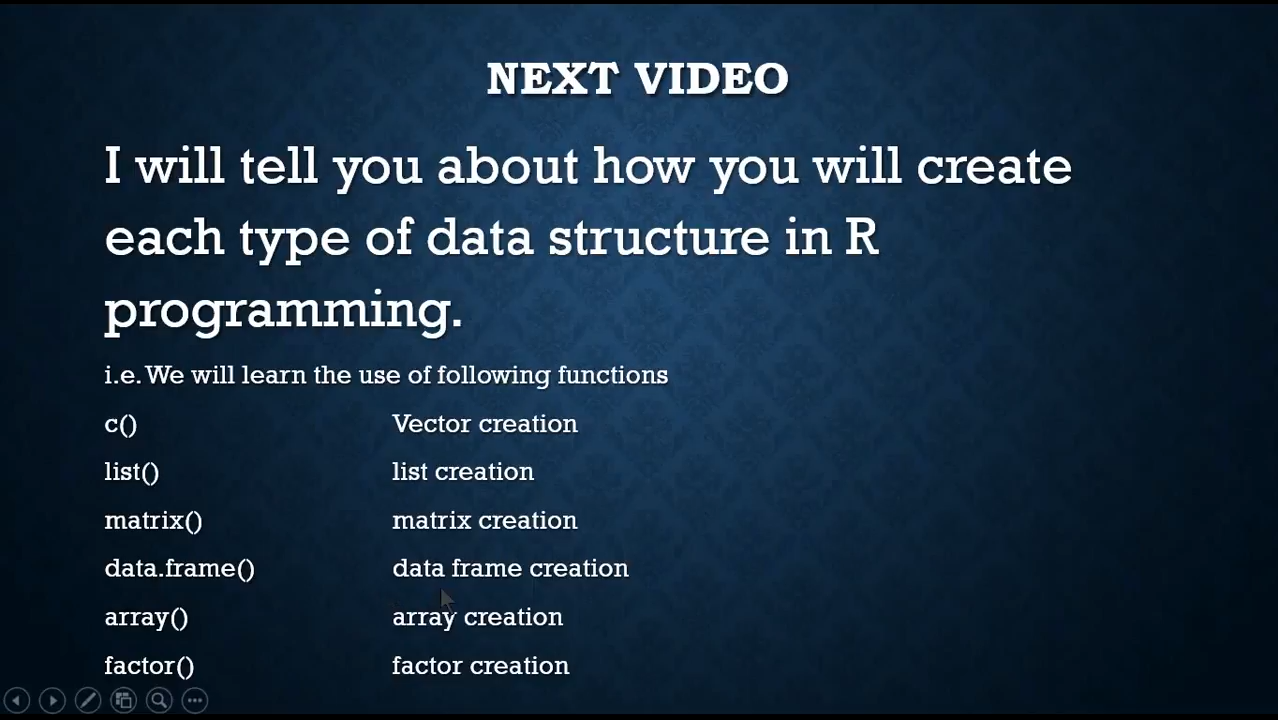 NEXT VIDEO
I will tell you about how you will create
each type of data structure in R
programming.
i.e. We will learn the use of following functions
c() Vector creation
list() list creation
matrix() matrix creation
data.frame() data frame creation
array() array creation
factor() factor creation